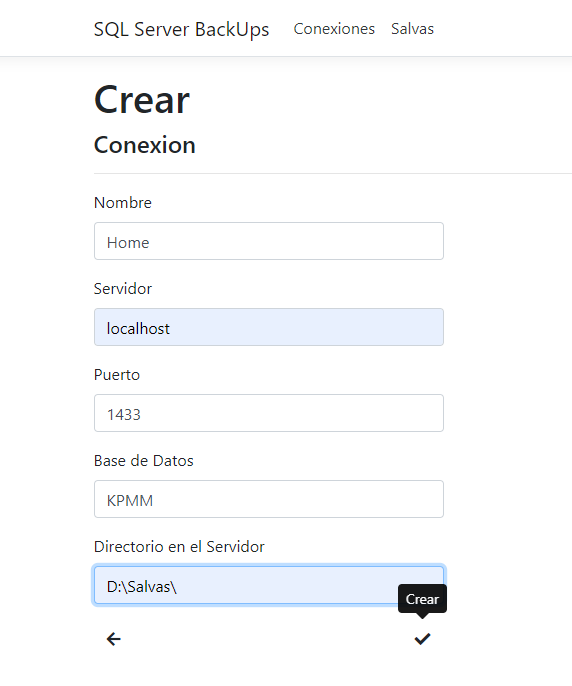 SQL Server BackUps Conexiones Salvas
Crear
Conexion
Nombre
Home
Servidor
localhost
Puerto
1433
Base de Datos
KPMM
Directorio en el Servidor
D:\Salvas\
Crear